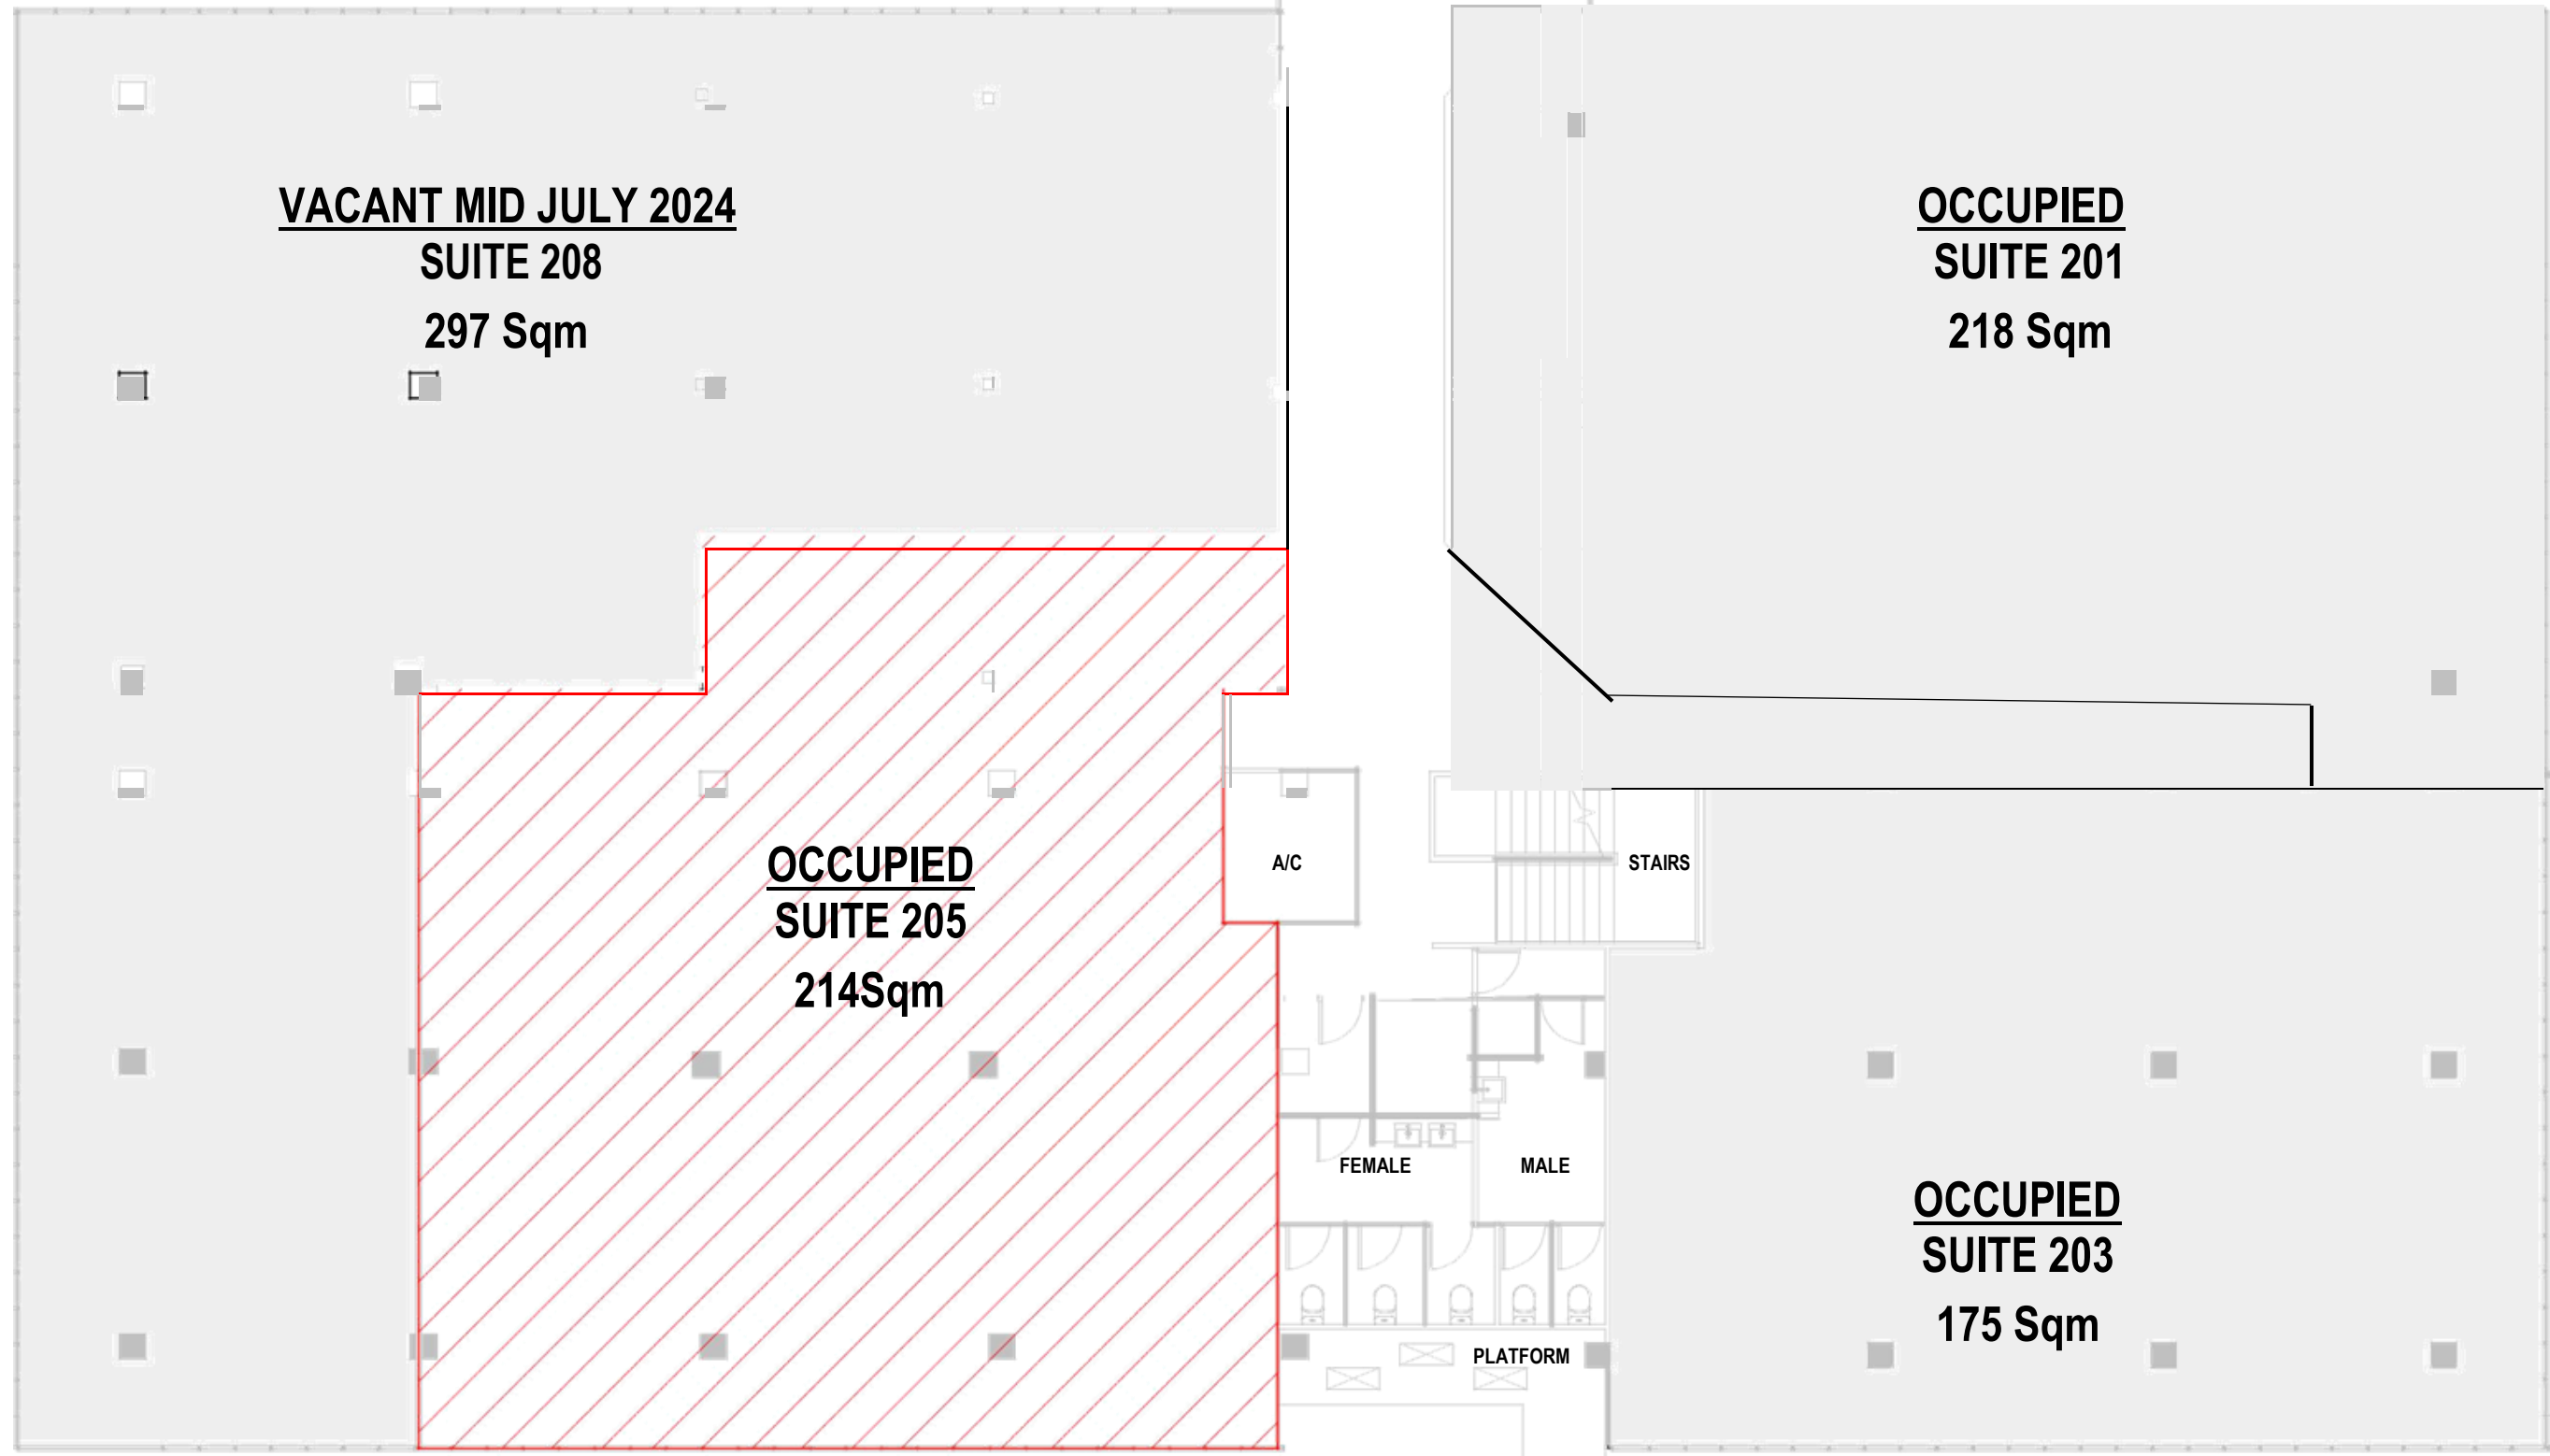 VACANT MID JULY 2024
SUITE 208
297 Sqm
OCCUPIED
SUITE 201
218 Sqm
OCCUPIED
SUITE 205
214Sqm
A/C
STAIRS
FEMALE
MALE
PLATFORM
OCCUPIED
SUITE 203
175 Sqm